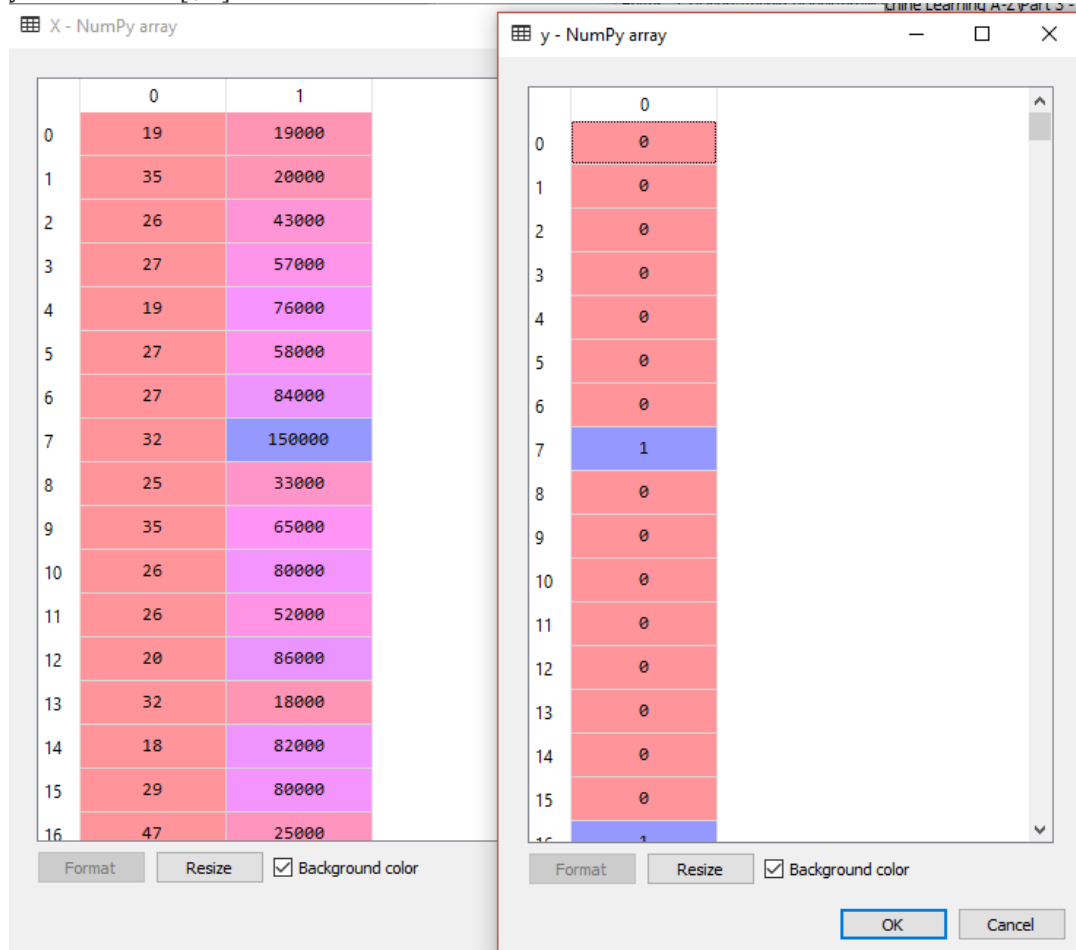 X - NumPy array
0 1
0 19 19000
1 35 20000
2 26 43000
3 27 57000
4 19 76000
5 27 58000
6 27 84000
7 32 150000
8 25 33000
9 35 65000
10 26 80000
11 26 52000
12 20 86000
13 32 18000
14 18 82000
15 29 80000
16 47 25000
Format Resize Background color
y - NumPy array
0
0 0
1 0
2 0
3 0
4 0
5 0
6 0
7 1
8 0
9 0
10 0
11 0
12 0
13 0
14 0
15 0
16 1
Format Resize Background color
OK Cancel